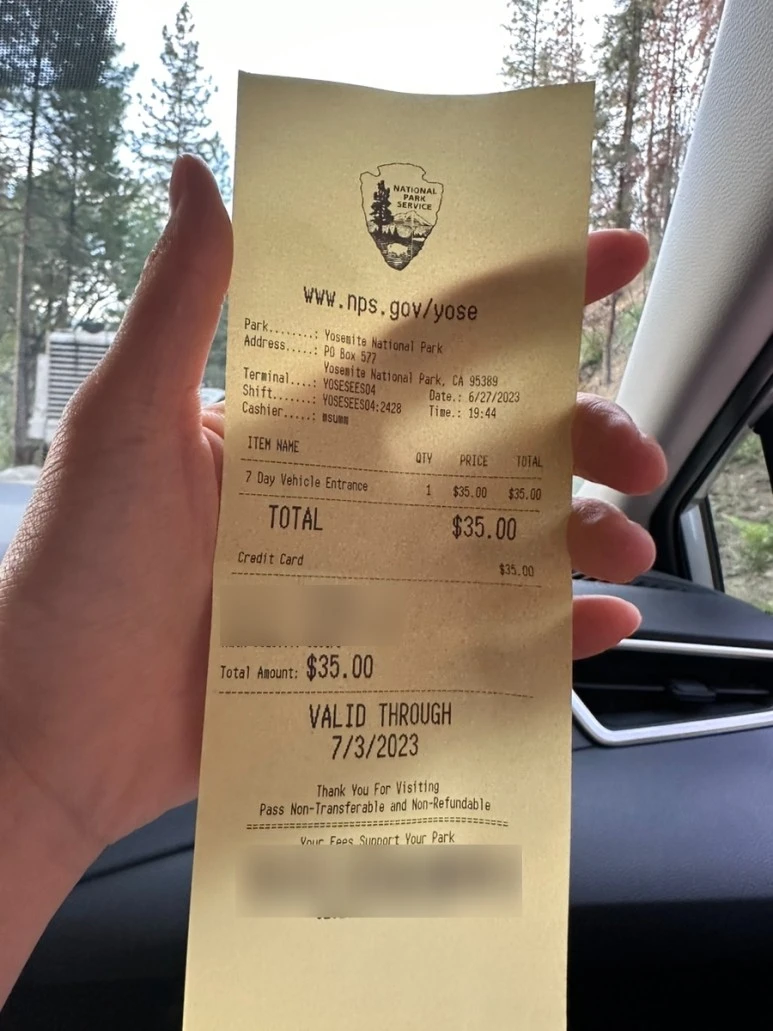 NATIONAL
PARK
SERVICE
www.nps.gov/yose
Park.......: Yosemite National Park
Address.....: PO Box 577
Yosemite National Park, CA 95389
Terminal....: YOSESEES04 Date.: 6/27/2023
Shift.......: YOSESEES04:2428 Time.: 19:44
Cashier.....: msumm
ITEM NAME QTY PRICE TOTAL
7 Day Vehicle Entrance 1 $35.00 $35.00
TOTAL $35.00
Credit Card $35.00
Total Amount: $35.00
VALID THROUGH
7/3/2023
Thank You For Visiting
Pass Non-Transferable and Non-Refundable
Your Fees Support Your Park